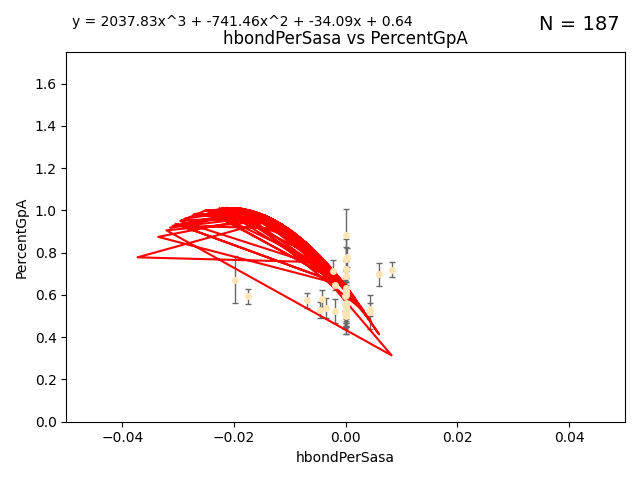 y = 2037.83x^3 + -741.46x^2 + -34.09x + 0.64
N = 187
hbondPerSasa vs PercentGpA
1.6
1.4
1.2
1.0
0.8
0.6
0.4
0.2
0.0
PercentGpA
−0.04 −0.02 0.00 0.02 0.04
hbondPerSasa